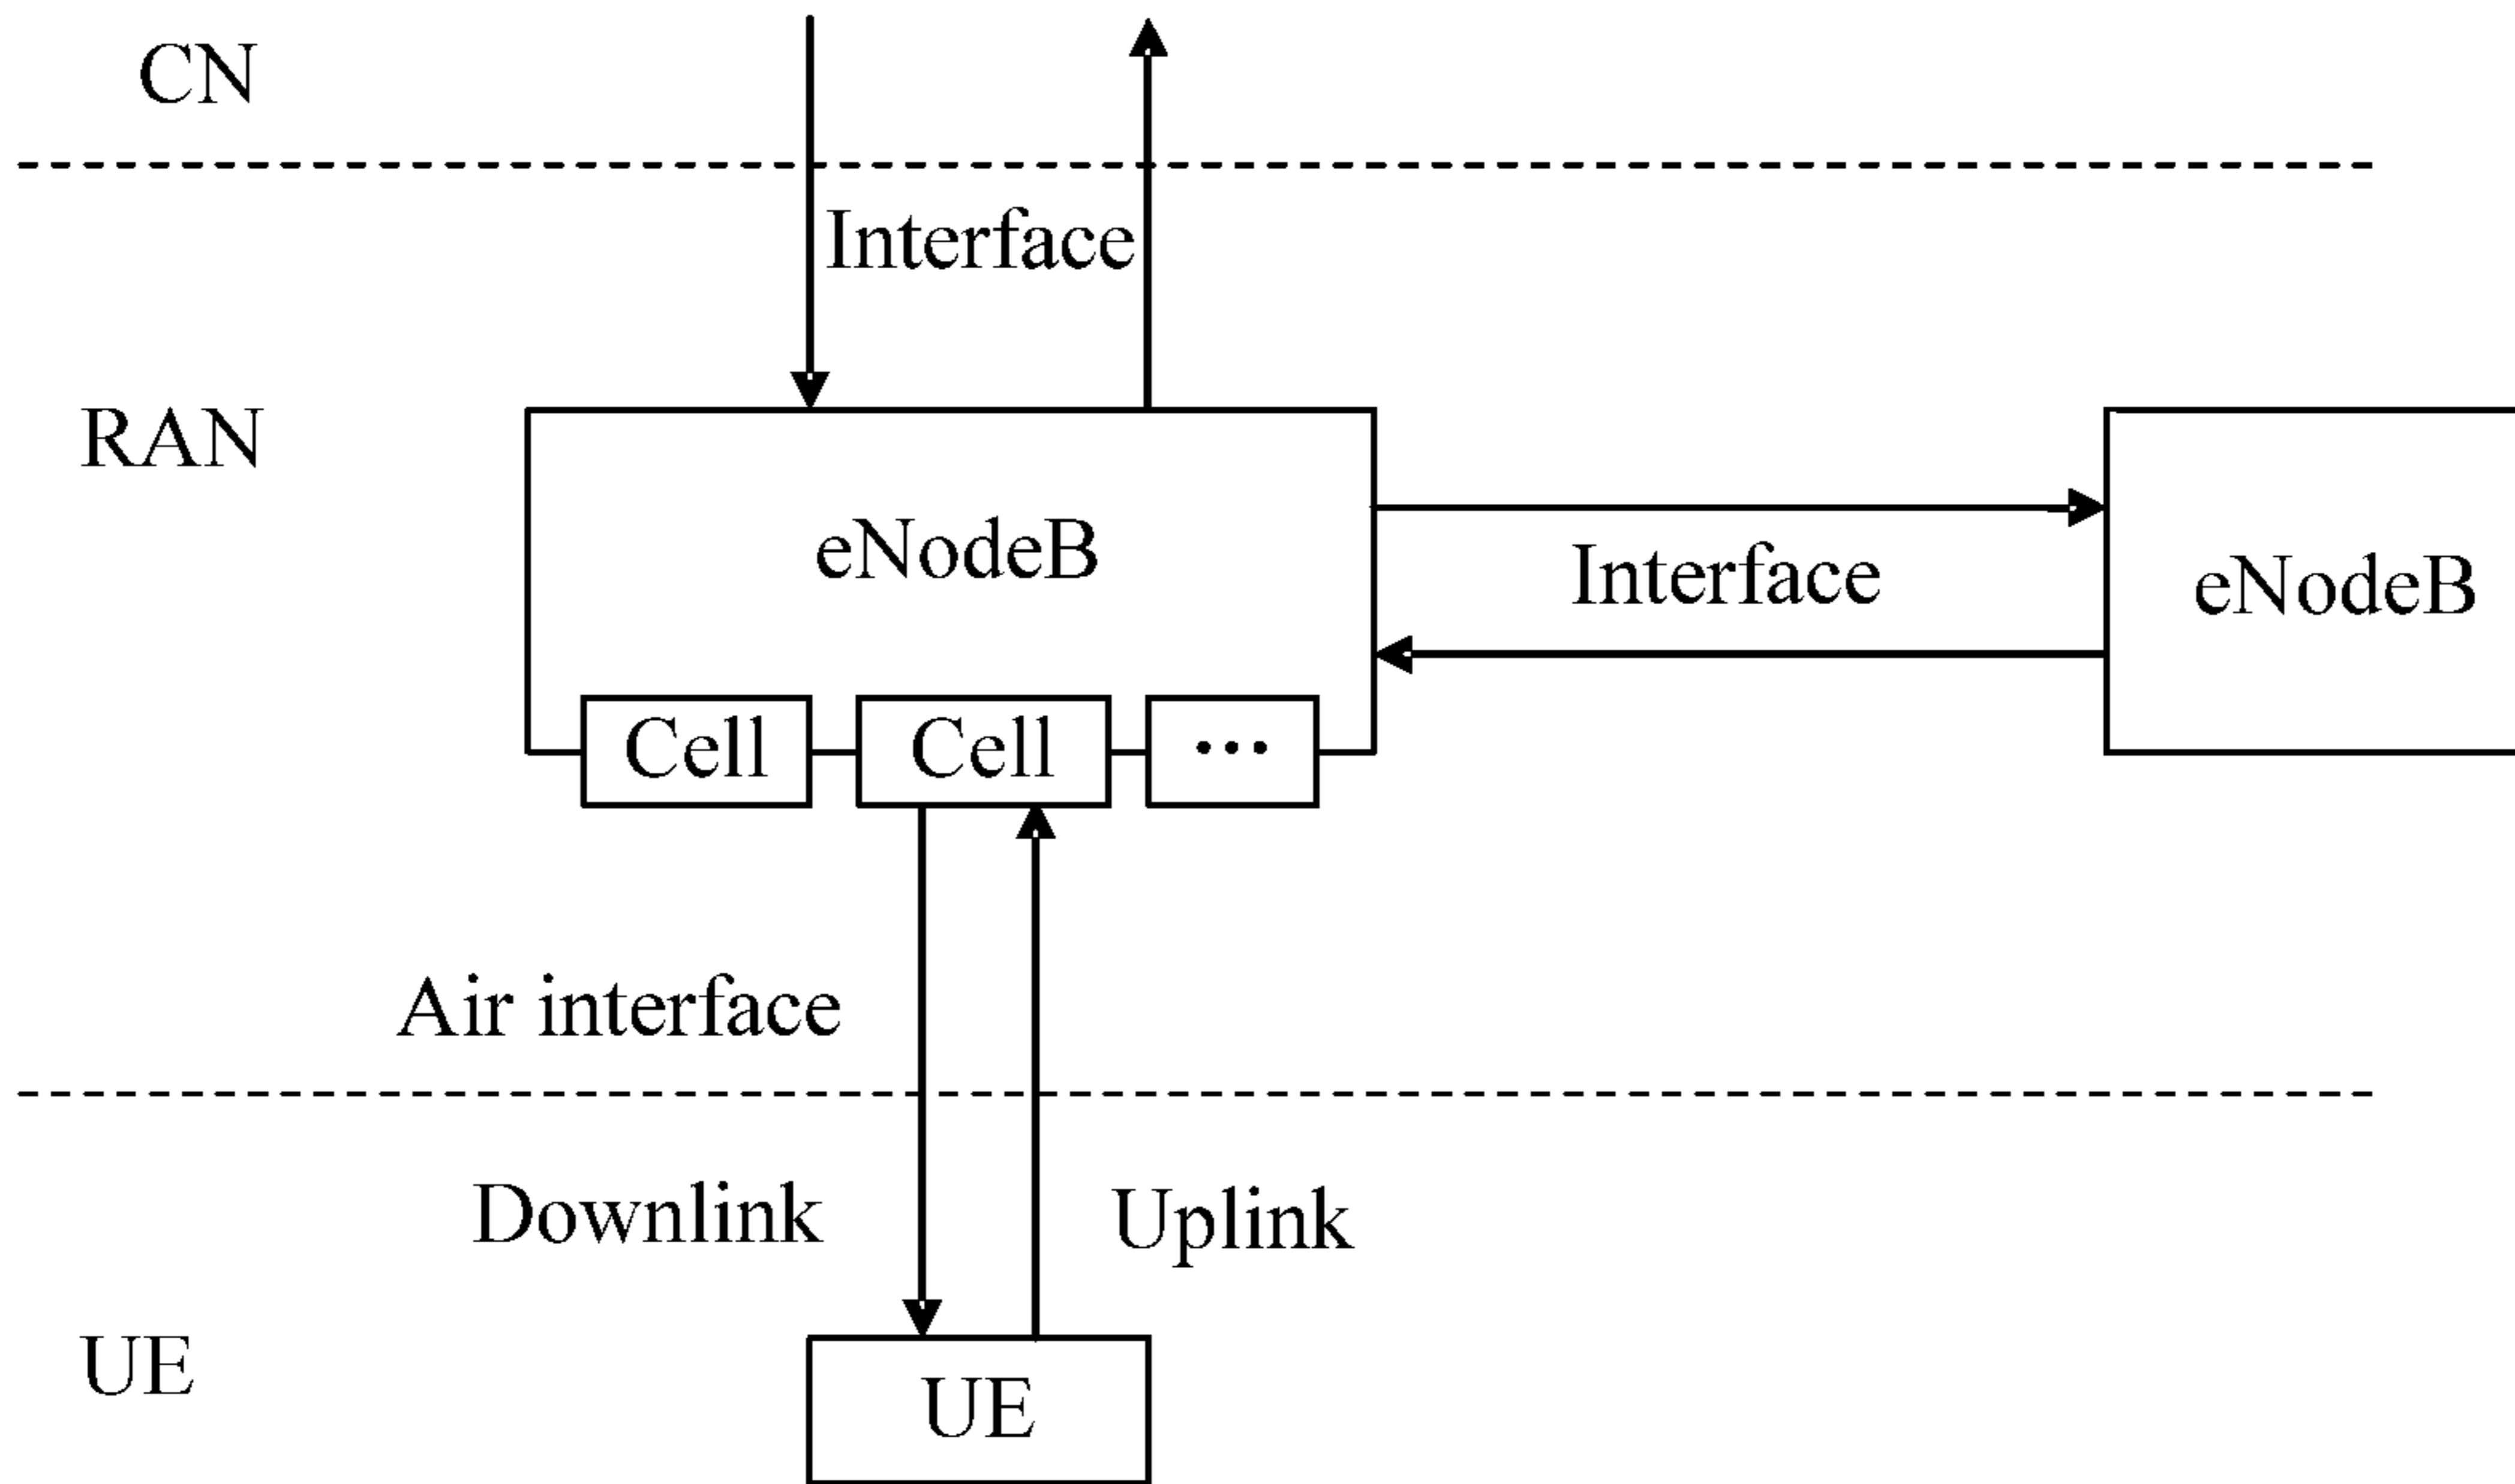 CN
Interface
RAN
eNodeB
Interface
eNodeB
Cell
Cell
•••
Air interface
Downlink
Uplink
UE
UE